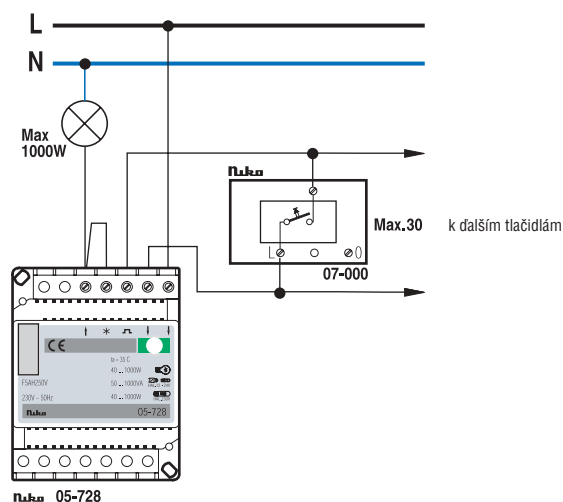 L
N
Max
1000W
Niko
Max.30
k ďalším tlačidlám
L
0
07-000
CE
ta = 35 C
40 ... 1000W
F5AH250V
50 ... 1000VA
230V ~ 50Hz
40 ... 1000W
Niko
05-728
Niko 05-728